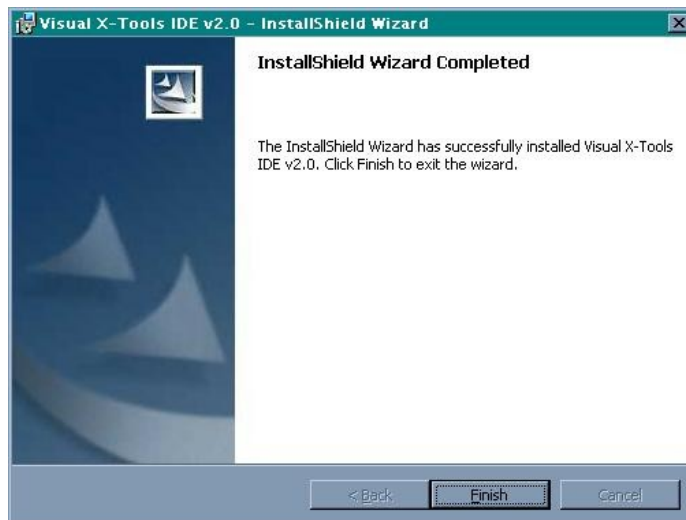 Visual X-Tools IDE v2.0 - InstallShield Wizard
InstallShield Wizard Completed
The InstallShield Wizard has successfully installed Visual X-Tools
IDE v2.0. Click Finish to exit the wizard.
< Back
Finish
Cancel